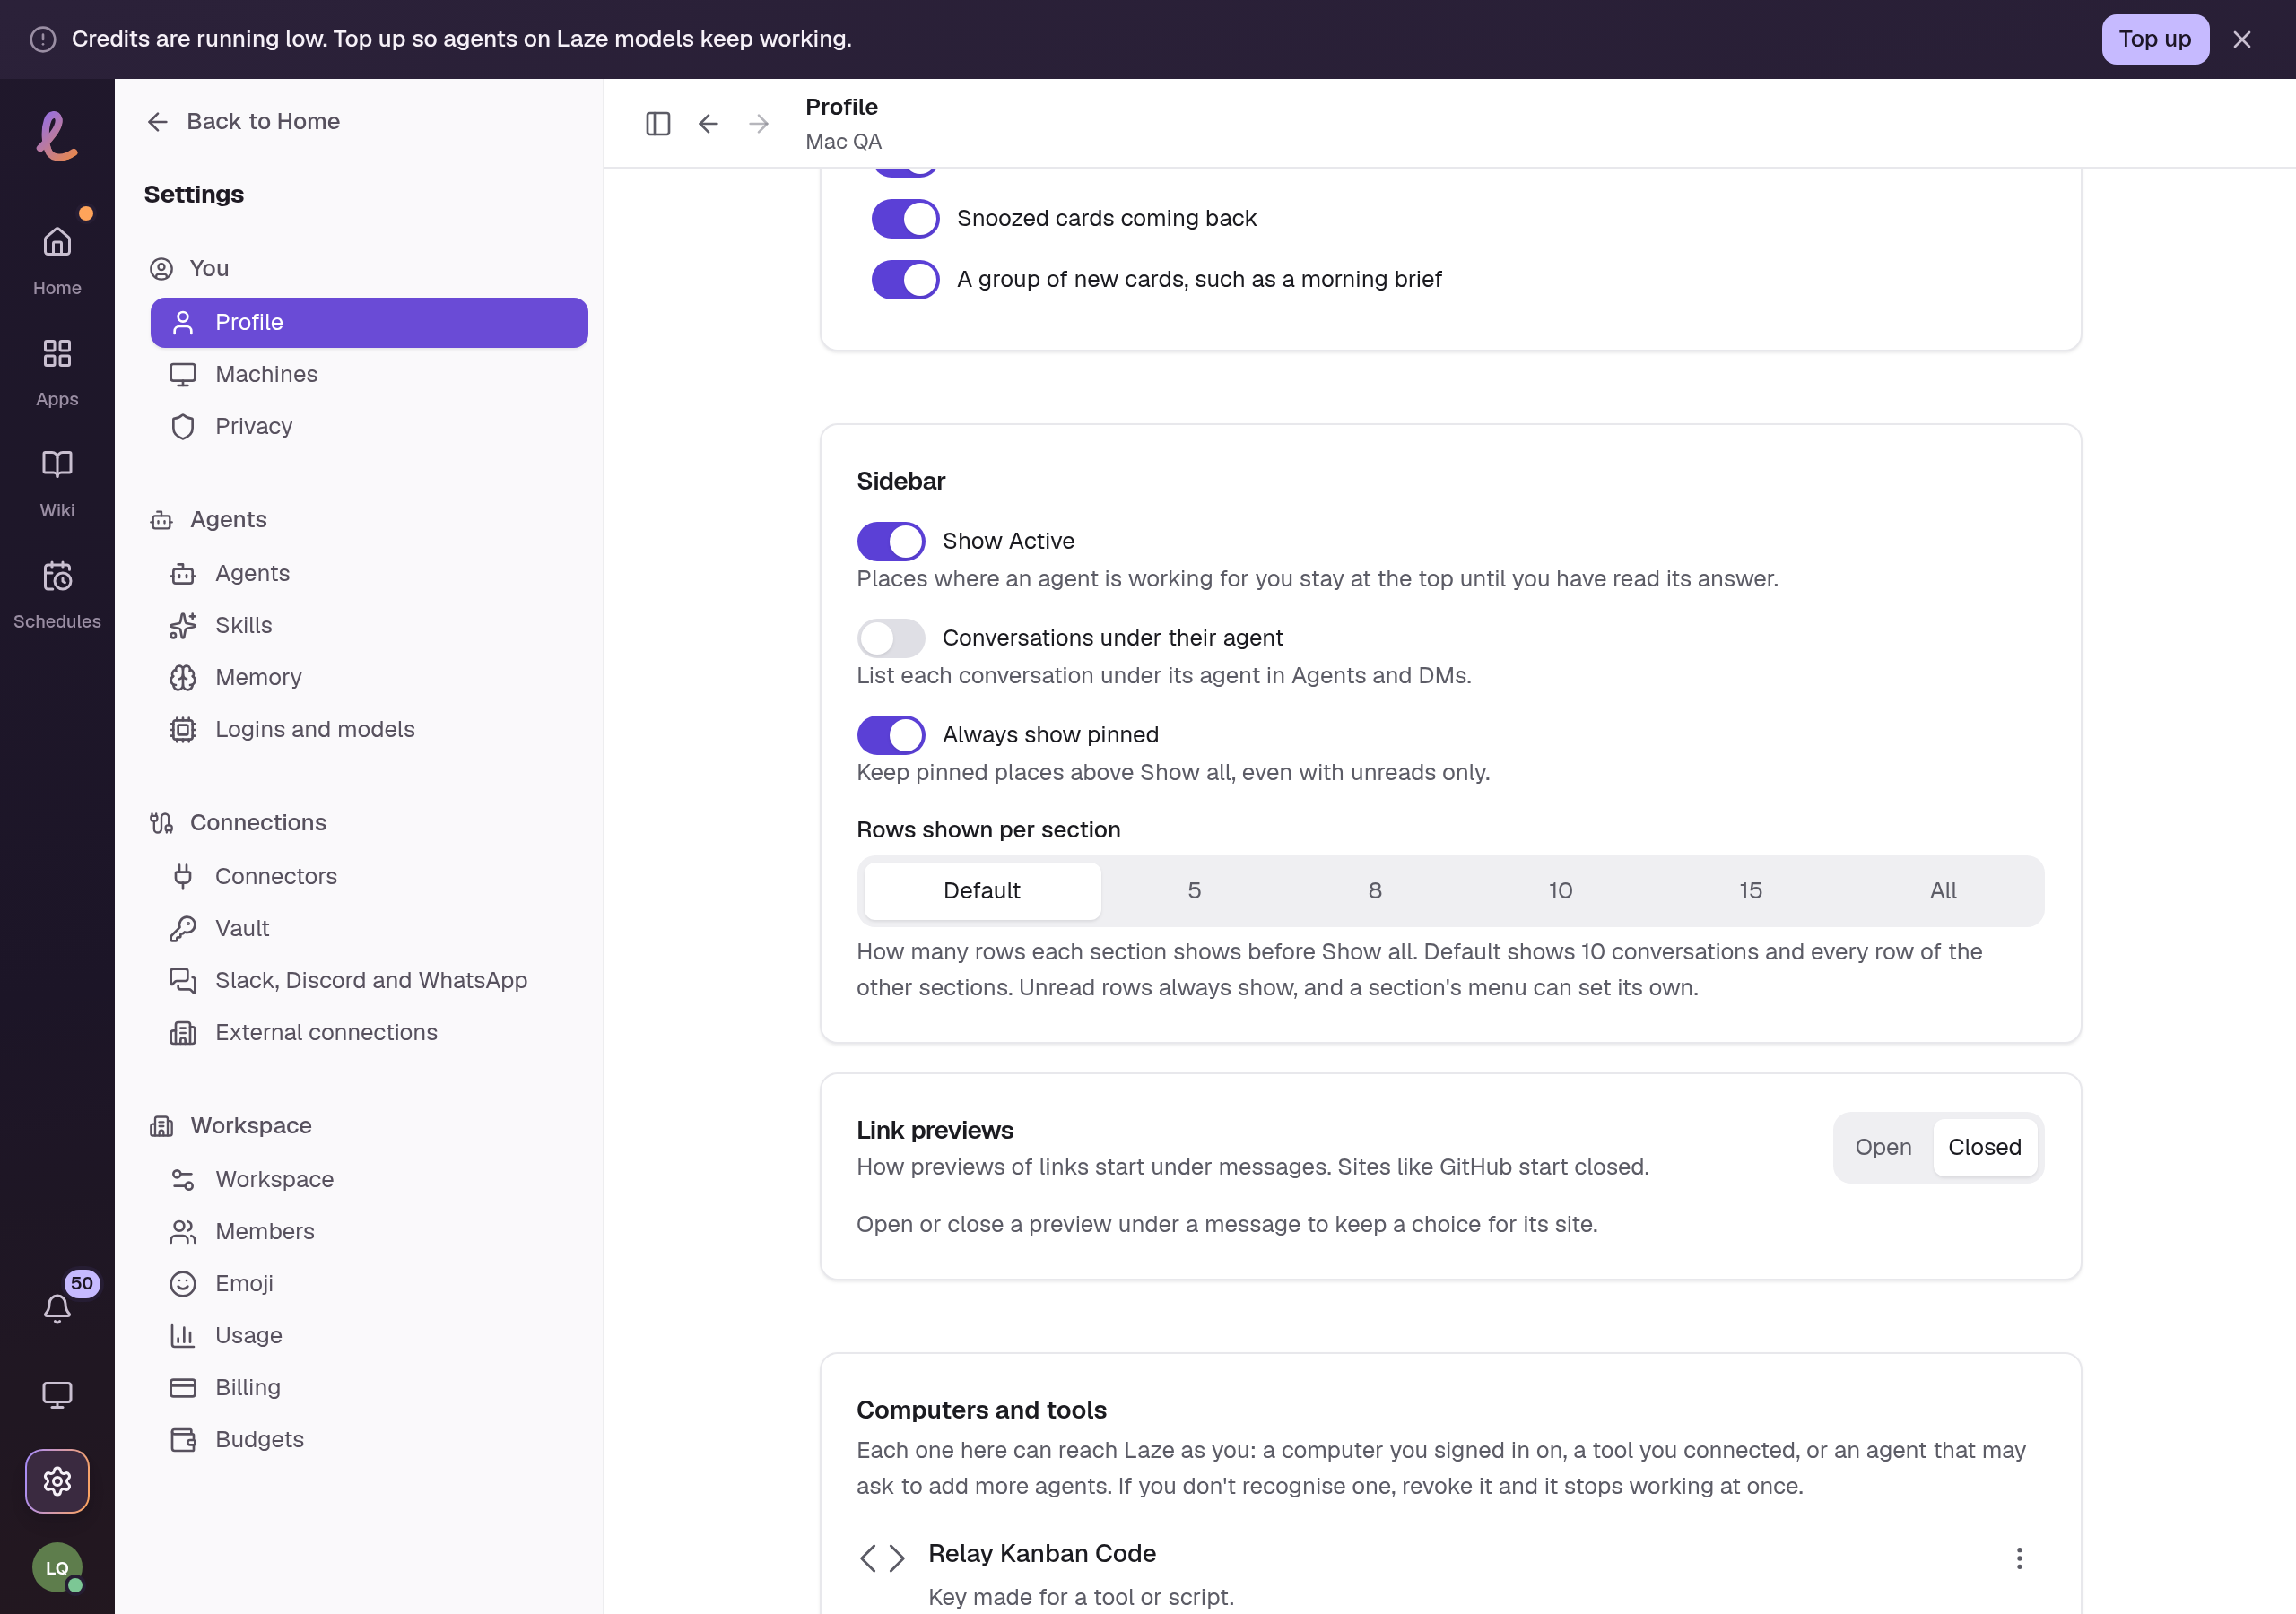 Credits are running low. Top up so agents on Laze models keep working.
Top up
Home
Apps
Wiki
Schedules
50
LQ
Back to Home
Settings
You
Profile
Machines
Privacy
Agents
Agents
Skills
Memory
Logins and models
Connections
Connectors
Vault
Slack, Discord and WhatsApp
External connections
Workspace
Workspace
Members
Emoji
Usage
Billing
Budgets
Profile
Mac QA
Snoozed cards coming back
A group of new cards, such as a morning brief
Sidebar
Show Active
Places where an agent is working for you stay at the top until you have read its answer.
Conversations under their agent
List each conversation under its agent in Agents and DMs.
Always show pinned
Keep pinned places above Show all, even with unreads only.
Rows shown per section
Default 5 8 10 15 All
How many rows each section shows before Show all. Default shows 10 conversations and every row of the
other sections. Unread rows always show, and a section's menu can set its own.
Link previews
How previews of links start under messages. Sites like GitHub start closed.
Open Closed
Open or close a preview under a message to keep a choice for its site.
Computers and tools
Each one here can reach Laze as you: a computer you signed in on, a tool you connected, or an agent that may
ask to add more agents. If you don't recognise one, revoke it and it stops working at once.
Relay Kanban Code
Key made for a tool or script.